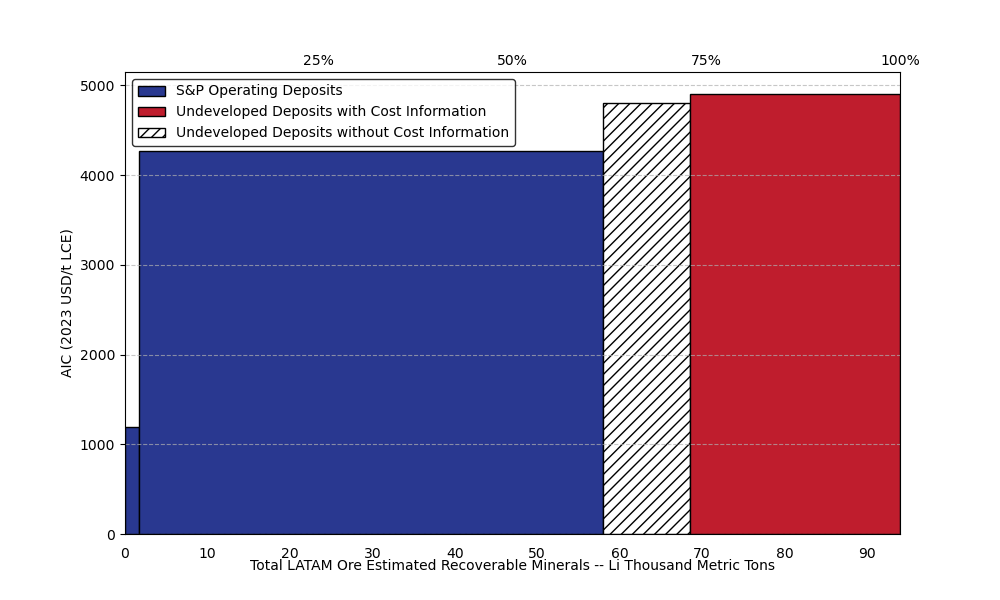 25% 50% 75% 100%
S&P Operating Deposits
Undeveloped Deposits with Cost Information
Undeveloped Deposits without Cost Information
AIC (2023 USD/t LCE)
5000
4000
3000
2000
1000
0
0 10 20 30 40 50 60 70 80 90
Total LATAM Ore Estimated Recoverable Minerals -- Li Thousand Metric Tons